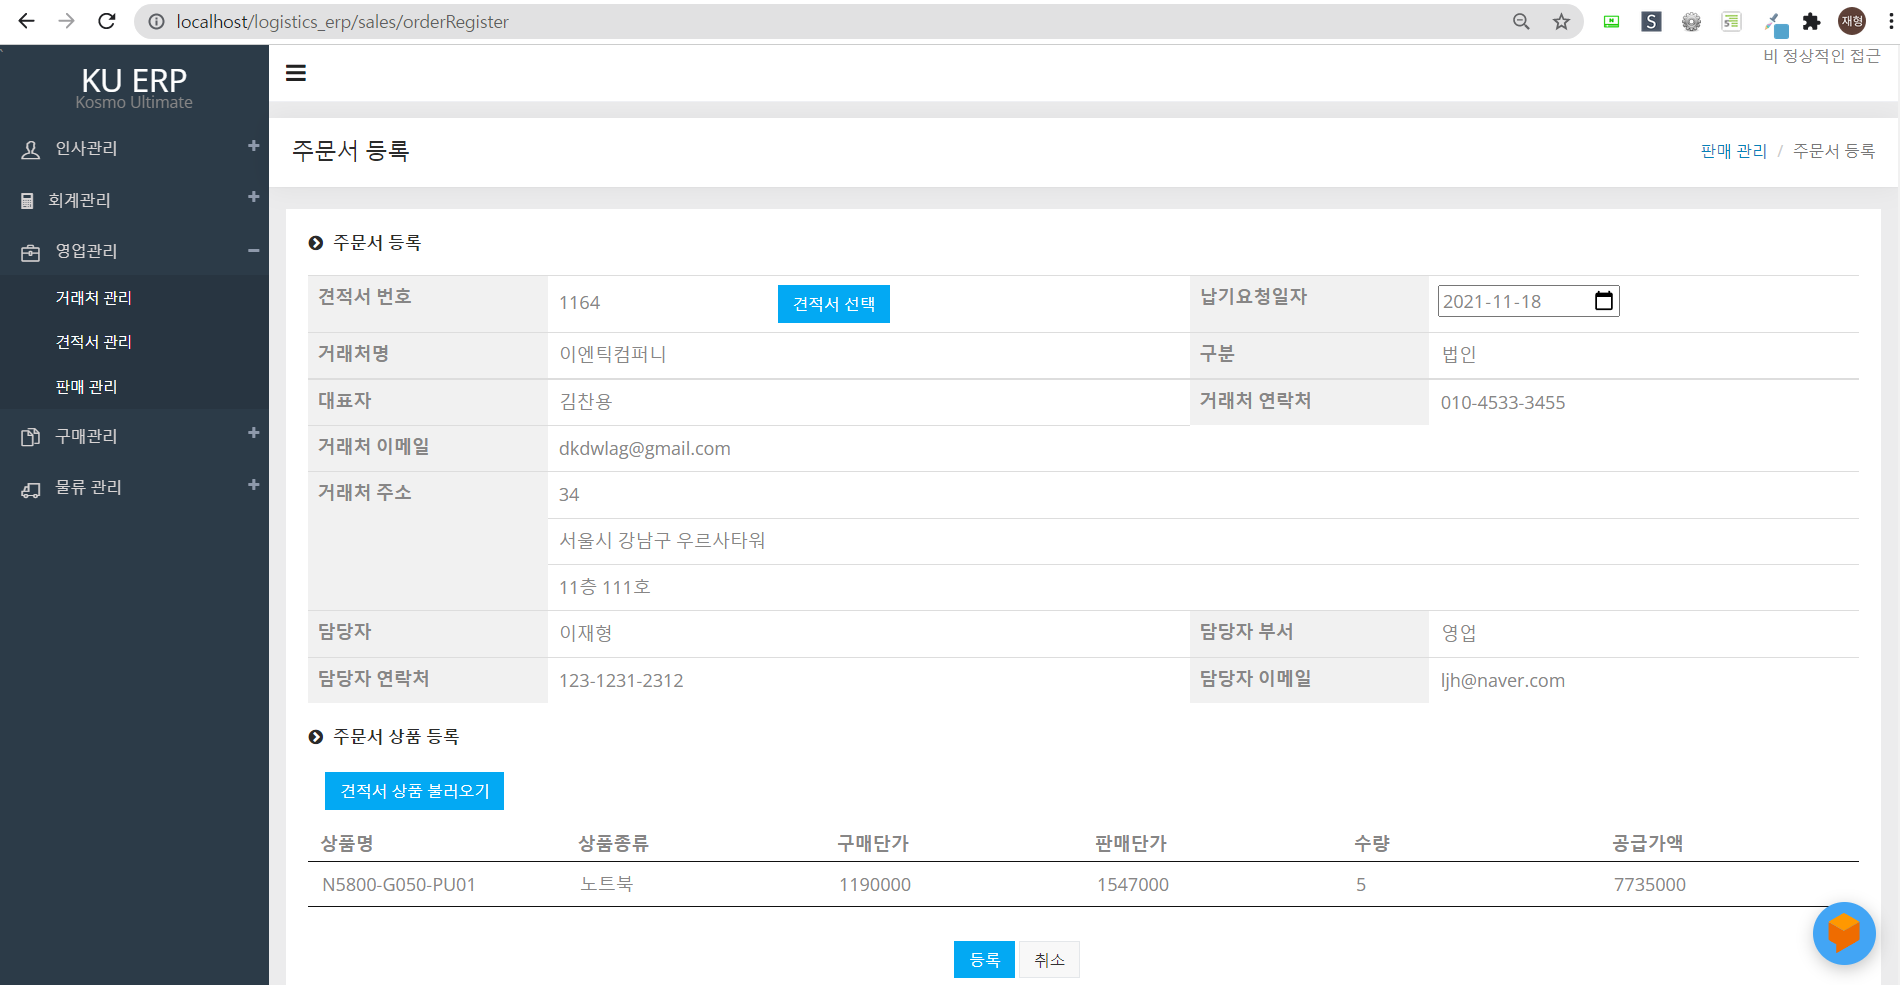 localhost/logistics_erp/sales/orderRegister
재형
KU ERP
Kosmo Ultimate
비 정상적인 접근
인사관리
회계관리
영업관리
거래처 관리
견적서 관리
판매 관리
구매관리
물류 관리
주문서 등록
판매 관리 / 주문서 등록
주문서 등록
견적서 번호 1164 견적서 선택 납기요청일자 2021-11-18
거래처명 이엔틱컴퍼니 구분 법인
대표자 김찬용 거래처 연락처 010-4533-3455
거래처 이메일 dkdwlag@gmail.com
거래처 주소 34
서울시 강남구 우르사타워
11층 111호
담당자 이재형 담당자 부서 영업
담당자 연락처 123-1231-2312 담당자 이메일 ljh@naver.com
주문서 상품 등록
견적서 상품 불러오기
상품명 상품종류 구매단가 판매단가 수량 공급가액
N5800-G050-PU01 노트북 1190000 1547000 5 7735000
등록 취소